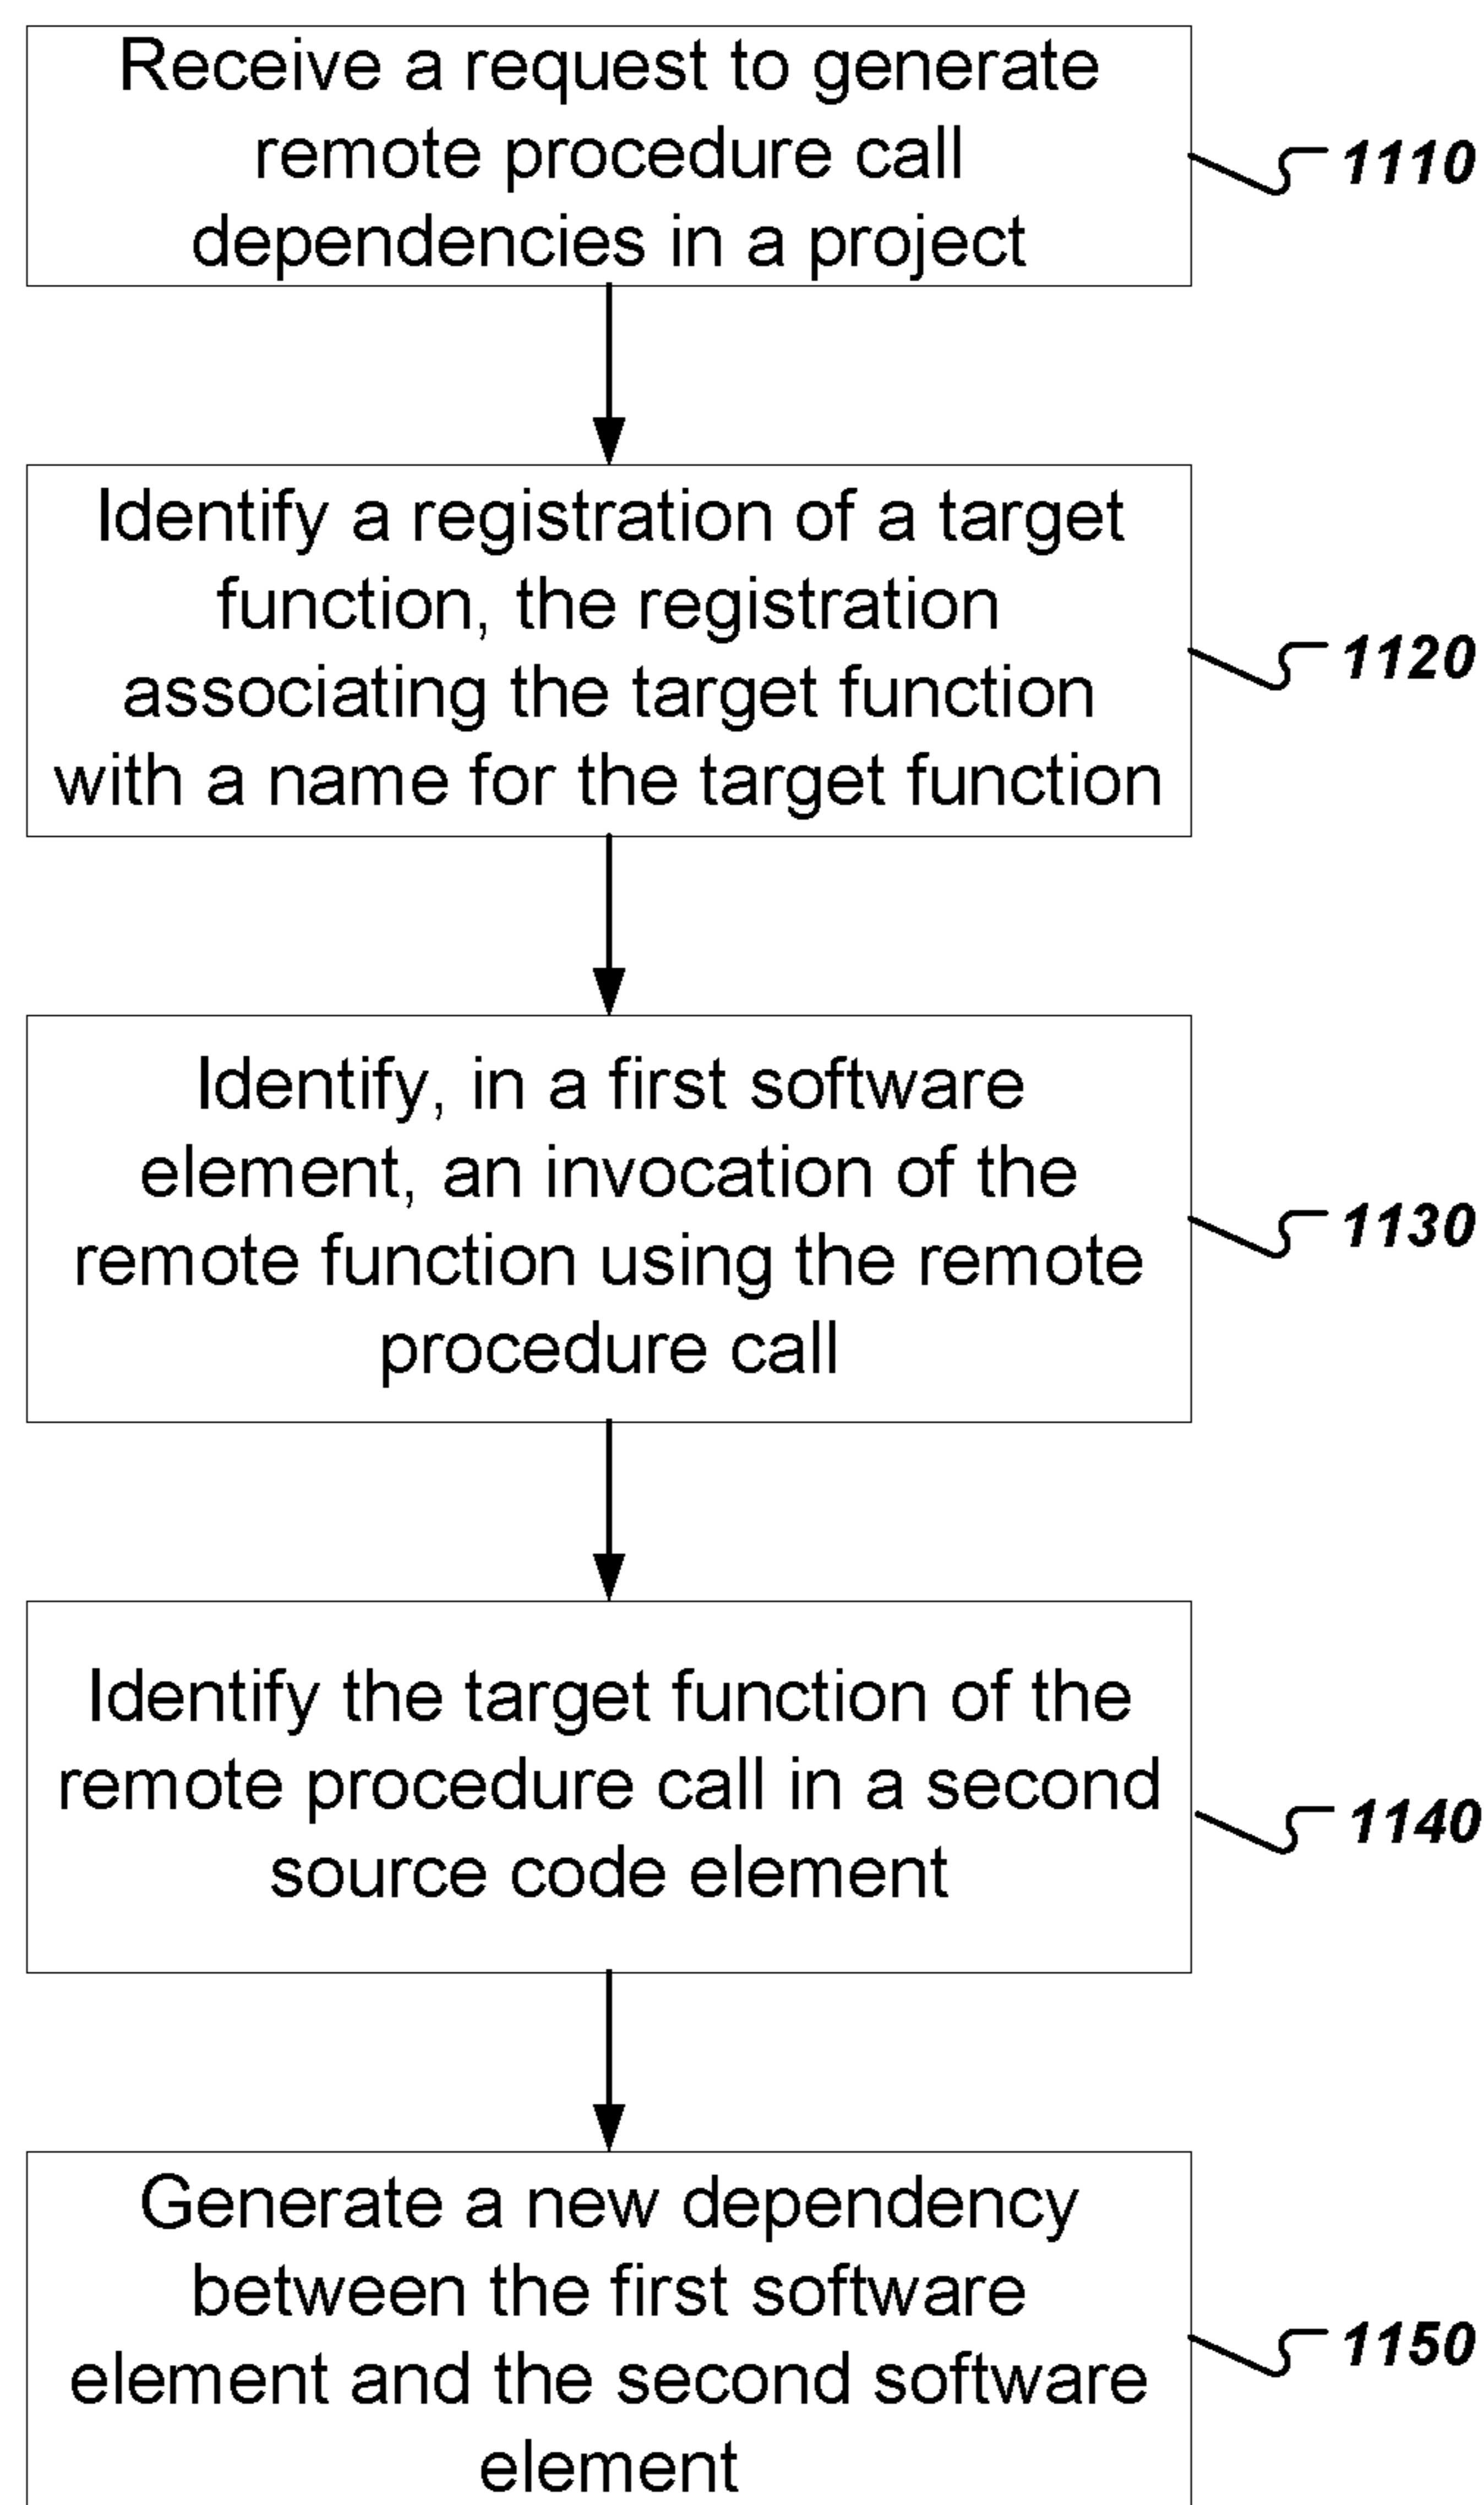 Receive a request to generate
remote procedure call
dependencies in a project
1110
Identify a registration of a target
function, the registration
associating the target function
with a name for the target function
1120
Identify, in a first software
element, an invocation of the
remote function using the remote
procedure call
1130
Identify the target function of the
remote procedure call in a second
source code element
1140
Generate a new dependency
between the first software
element and the second software
element
1150